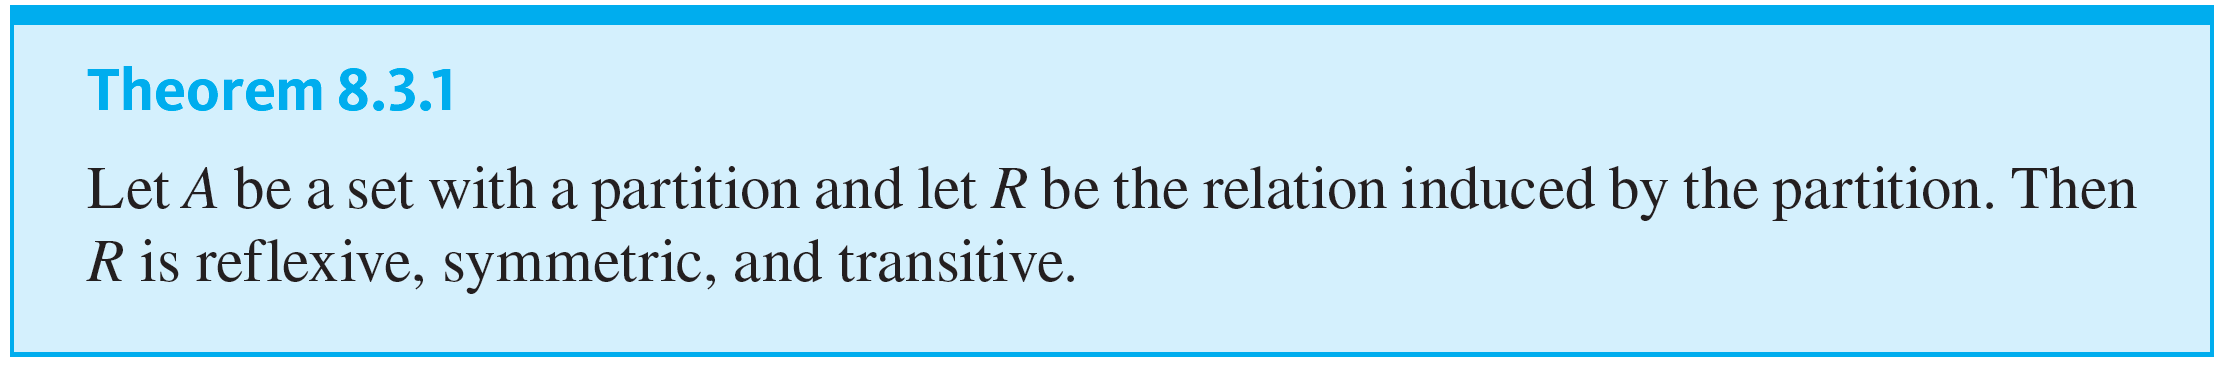 Theorem 8.3.1
Let A be a set with a partition and let R be the relation induced by the partition. Then
R is reflexive, symmetric, and transitive.